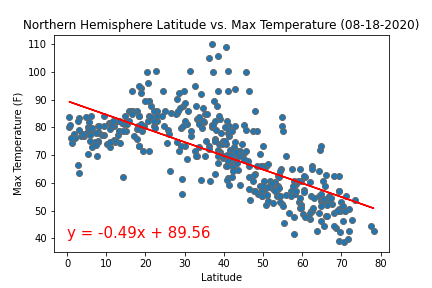 Northern Hemisphere Latitude vs. Max Temperature (08-18-2020)
110
100
90
80
70
60
50
40
Max Temperature (F)
y = -0.49x + 89.56
0 10 20 30 40 50 60 70 80
Latitude